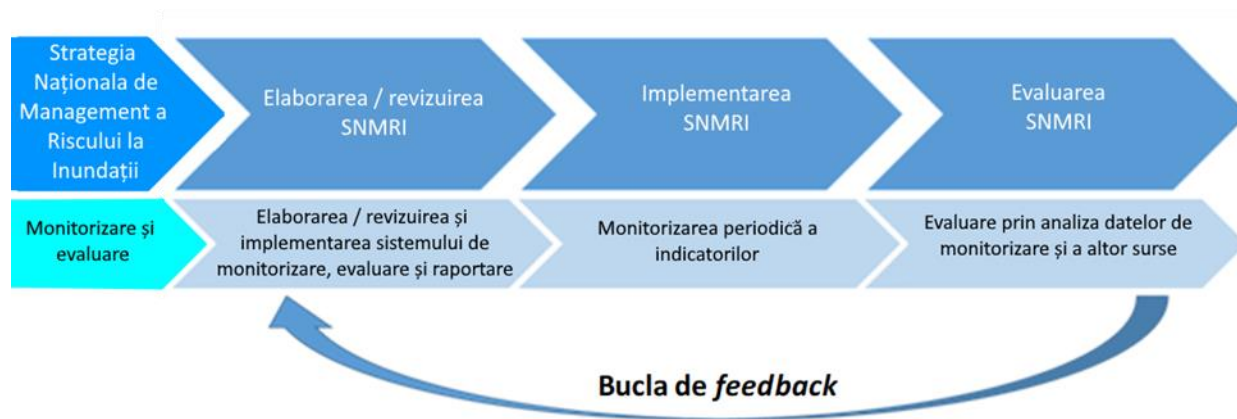 Strategia
Naționala de
Management a
Riscului la
Inundații
Elaborarea / revizuirea
SNMRI
Implementarea
SNMRI
Evaluarea
SNMRI
Monitorizare și
evaluare
Elaborarea / revizuirea și
implementarea sistemului de
monitorizare, evaluare și raportare
Monitorizarea periodică a
indicatorilor
Evaluare prin analiza datelor de
monitorizare și a altor surse
Bucla de feedback